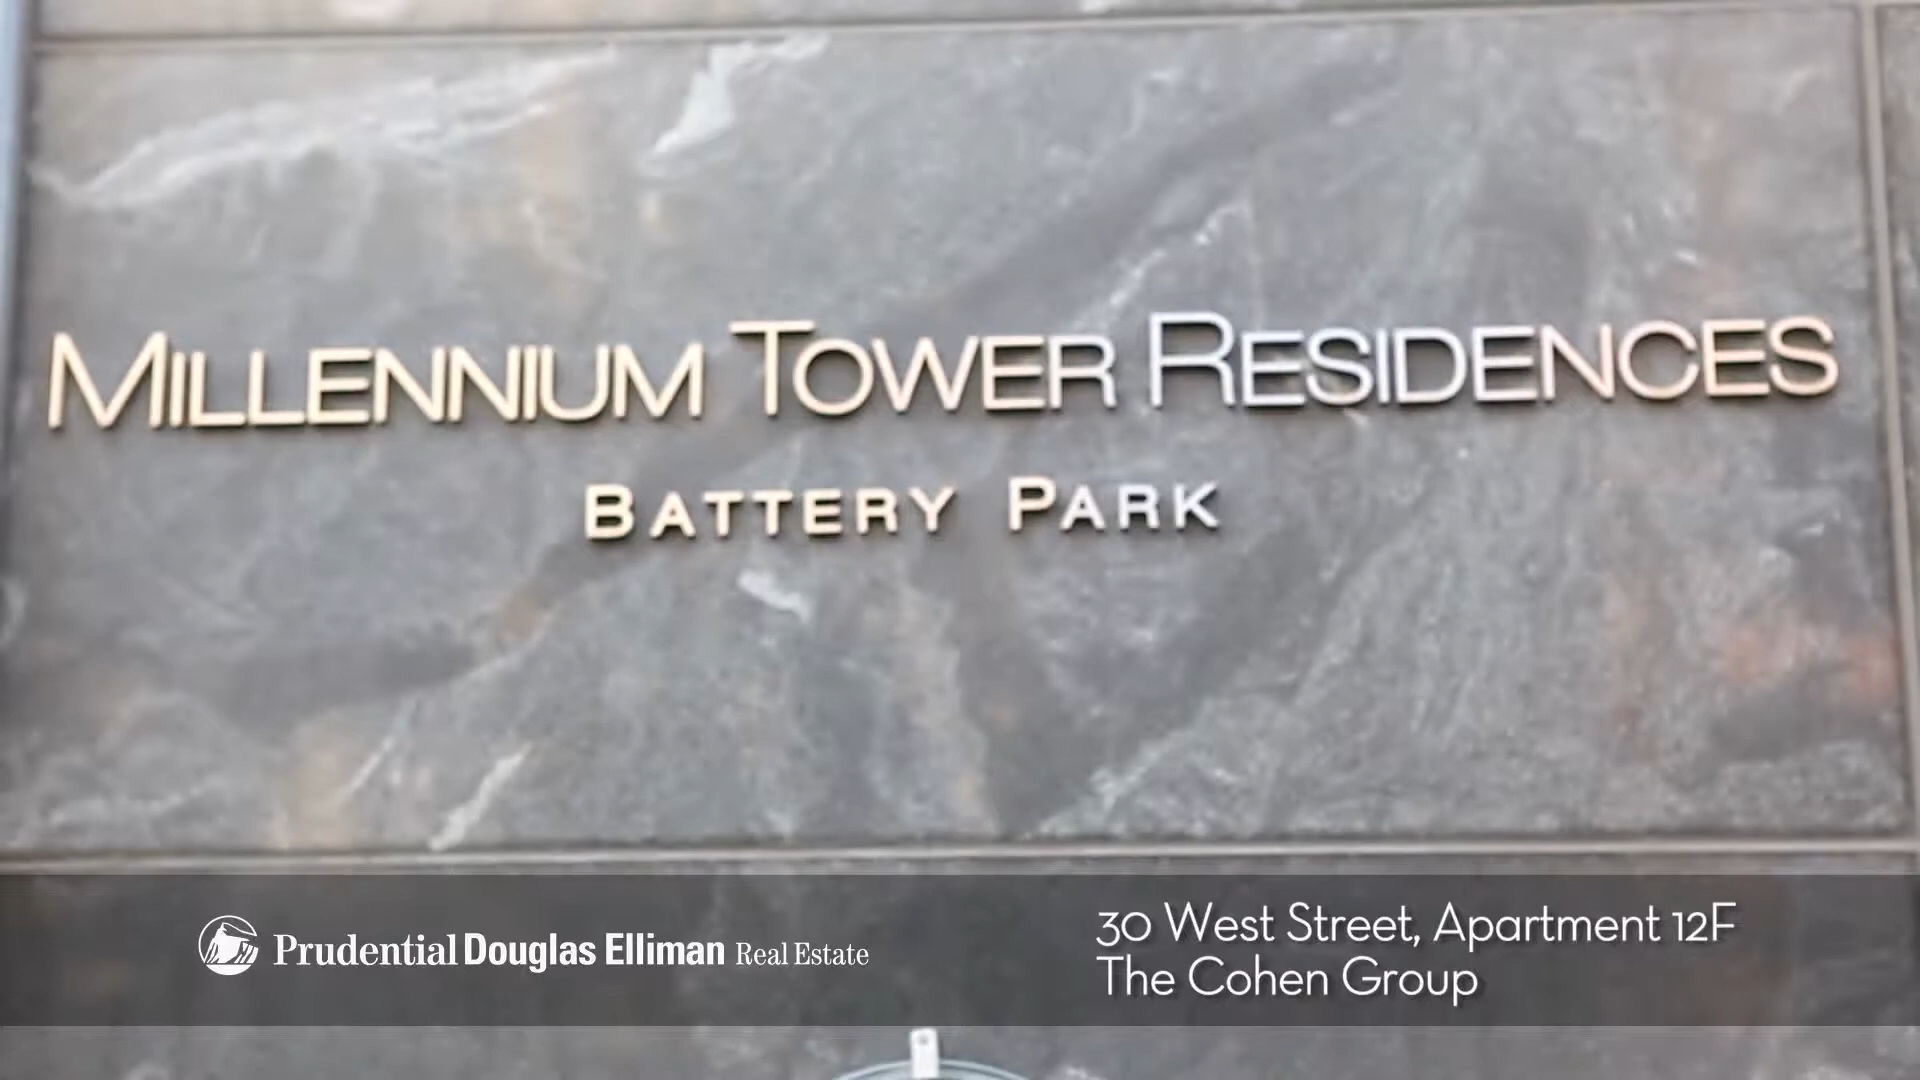 MILLENNIUM TOWER RESIDENCES
BATTERY PARK
Prudential Douglas Elliman Real Estate
30 West Street, Apartment 12F
The Cohen Group